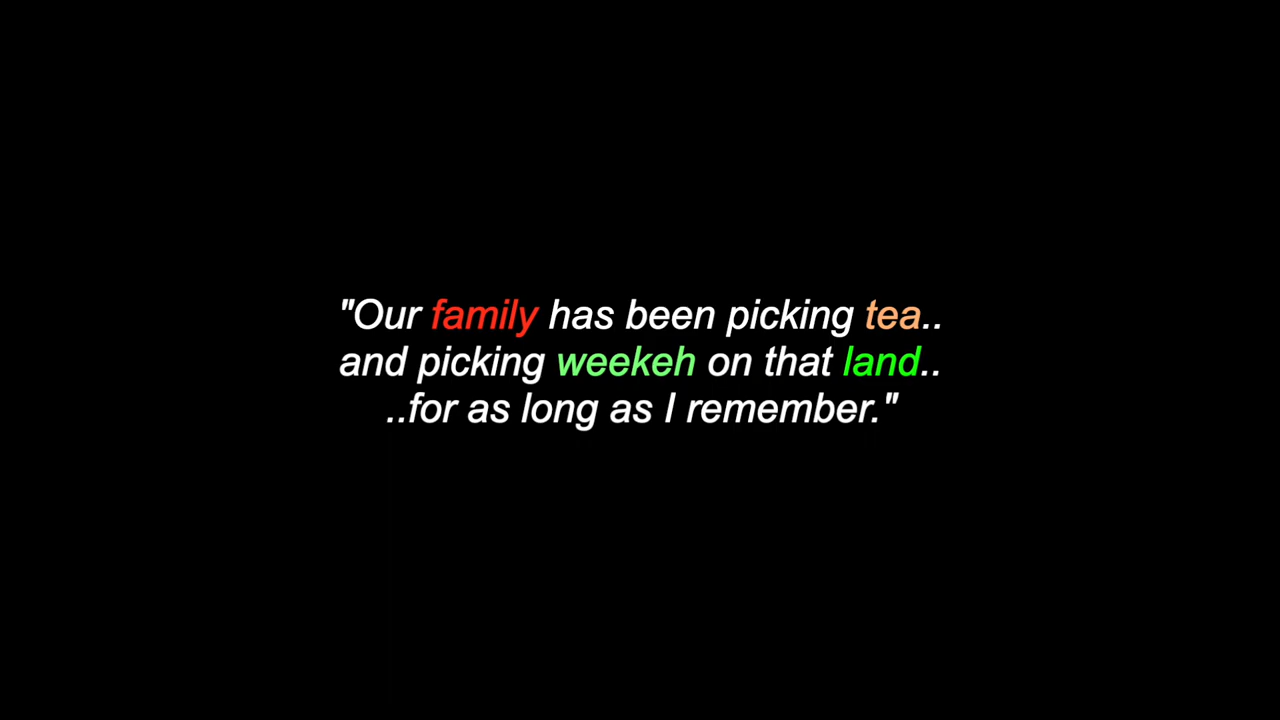 "Our family has been picking tea..
and picking weekeh on that land..
..for as long as I remember."